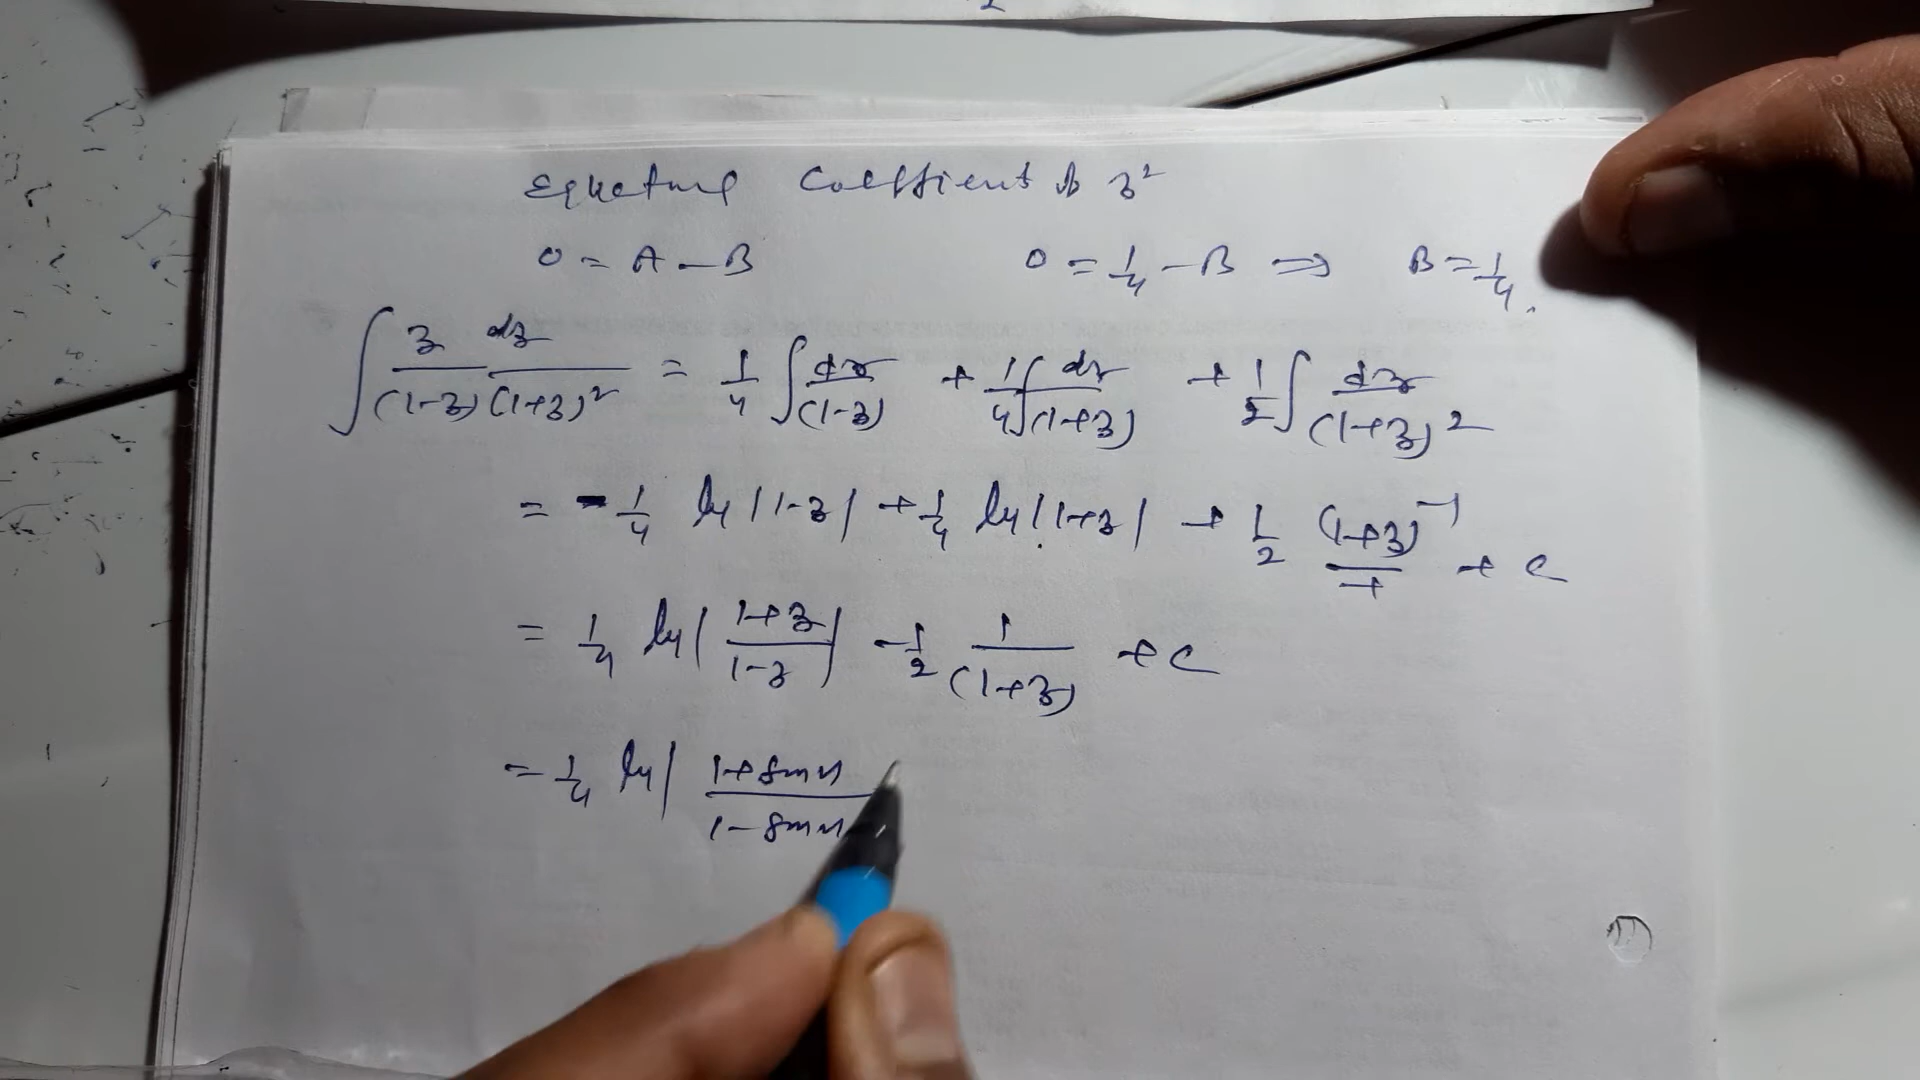 Equating Coefficient of z²
0 = A - B    0 = 1/4 - B ⇒ B = 1/4.
∫ z dz / (1-z)(1+z)² = 1/4 ∫ dz/(1-z) + 1/4 ∫ dz/(1+z) + 1/2 ∫ dz/(1+z)²
= -1/4 ln|1-z| + 1/4 ln|1+z| + 1/2 (1+z)⁻¹/-1 + c
= 1/4 ln|(1+z)/(1-z)| - 1/2 1/(1+z) + c
= 1/4 ln| (1+sinx)/(1-sinx)